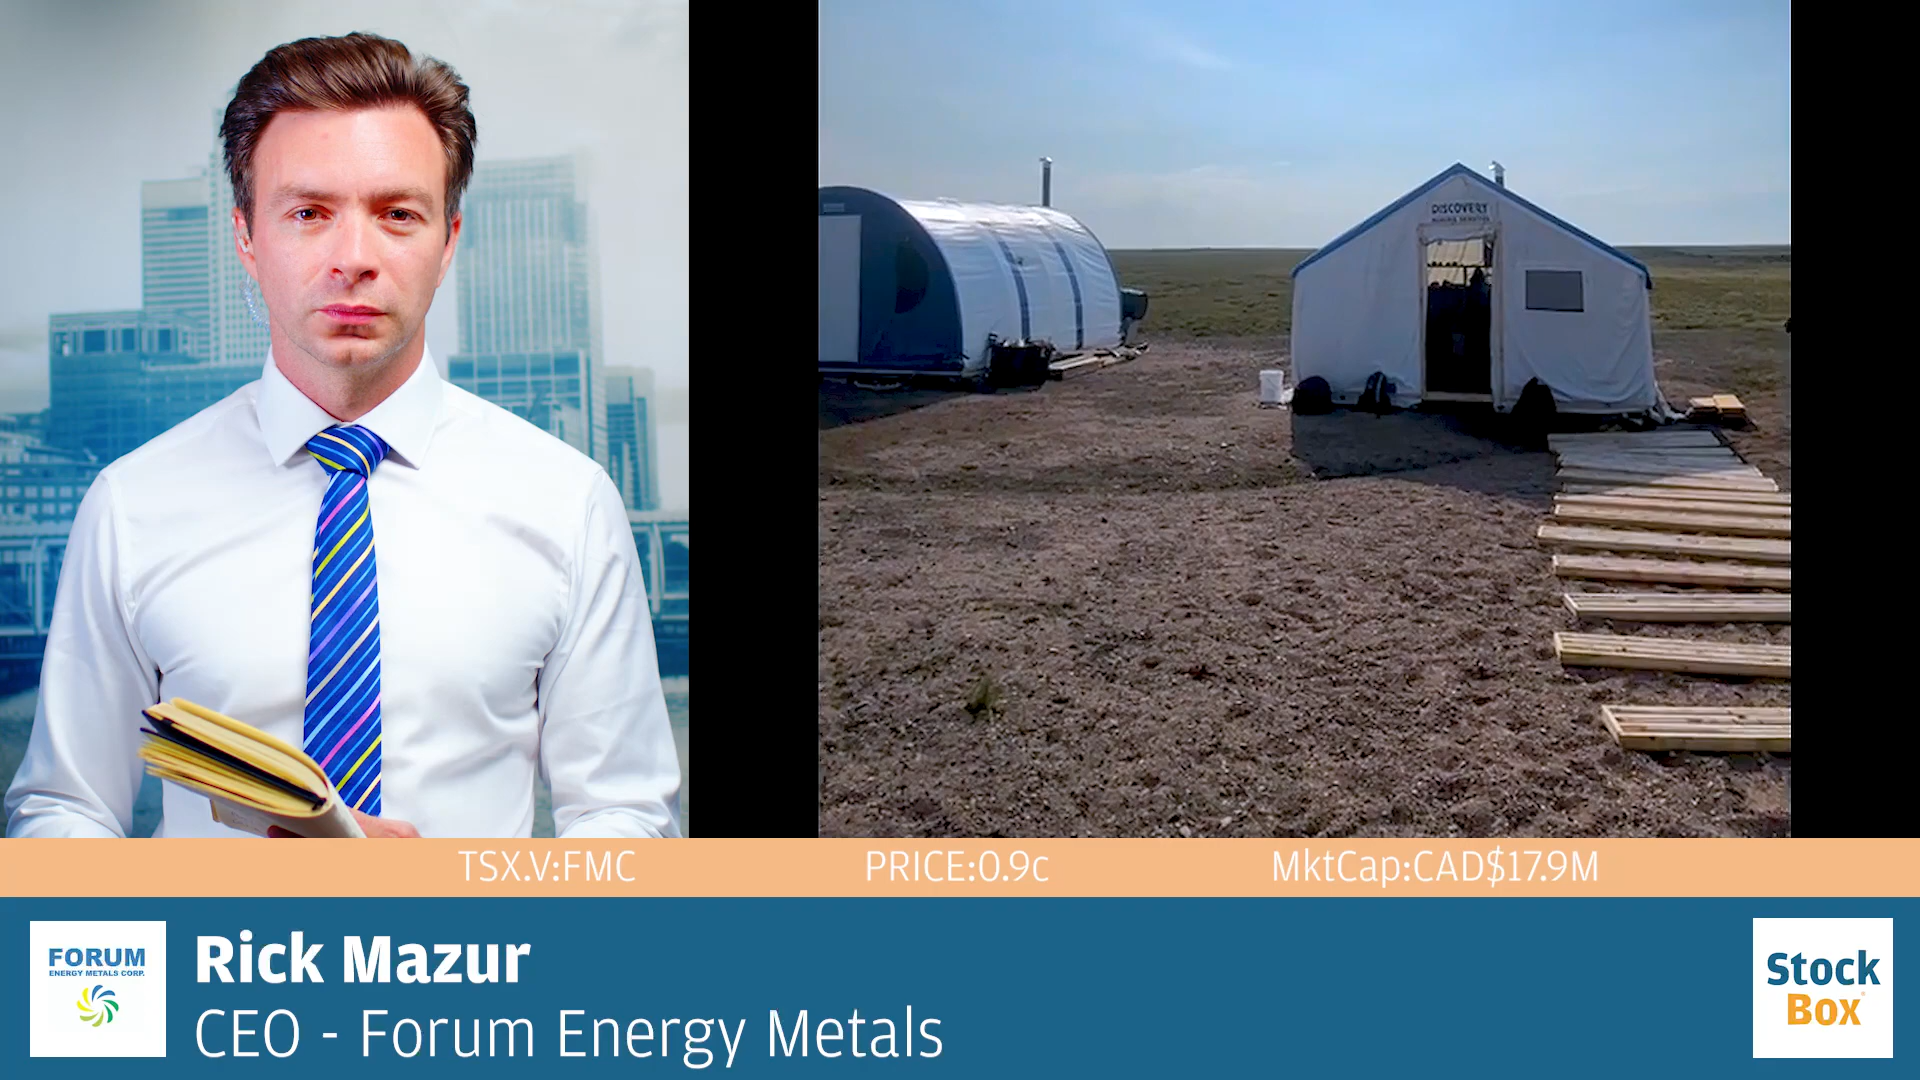 DISCOVERY
TSX.V:FMC
PRICE:0.9c
MktCap:CAD$17.9M
FORUM
ENERGY METALS CORP.
Rick Mazur
CEO - Forum Energy Metals
Stock
Box